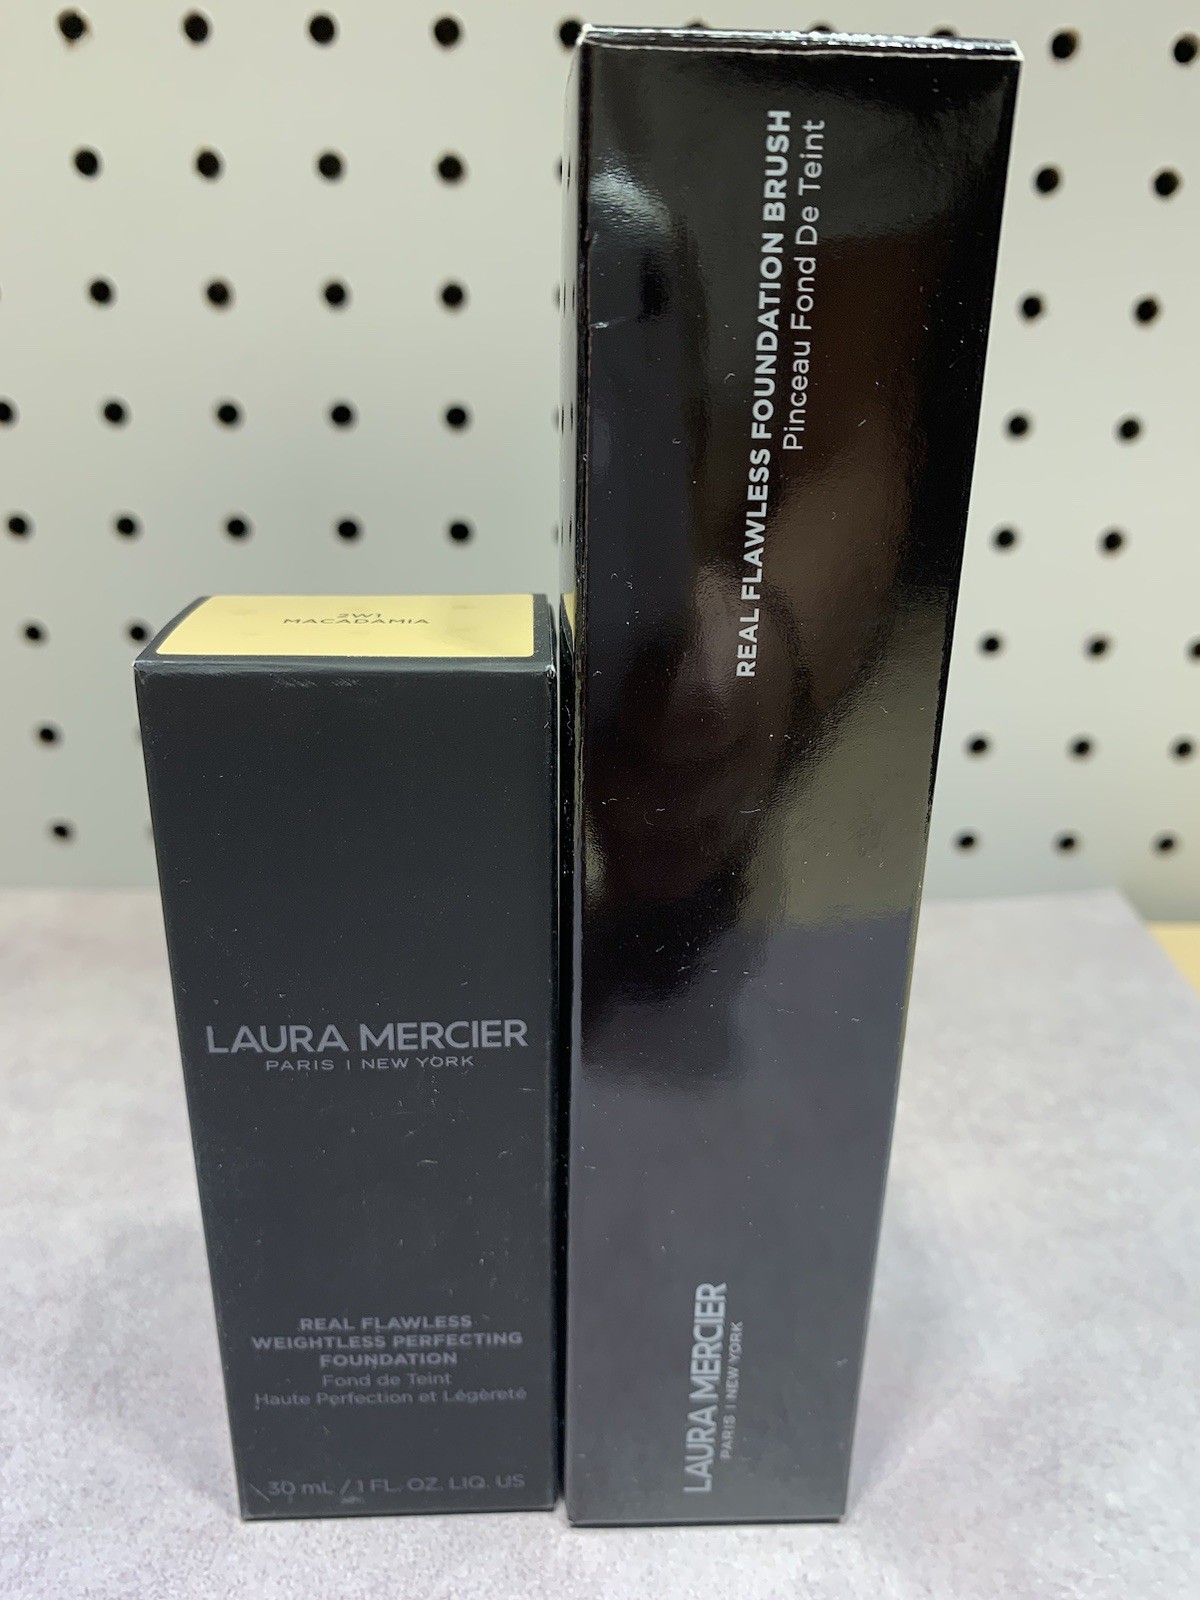 2W1
MACADAMIA
LAURA MERCIER
PARIS | NEW YORK
REAL FLAWLESS
WEIGHTLESS PERFECTING
FOUNDATION
Fond de Teint
Haute Perfection et Légèreté
30 mL / 1 FL. OZ. LIQ. US
REAL FLAWLESS FOUNDATION BRUSH
Pinceau Fond De Teint
LAURA MERCIER
PARIS | NEW YORK